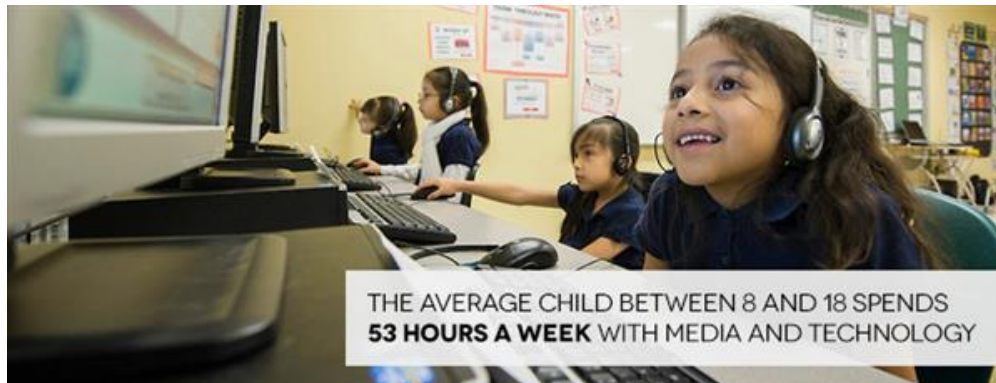 THE AVERAGE CHILD BETWEEN 8 AND 18 SPENDS
53 HOURS A WEEK WITH MEDIA AND TECHNOLOGY